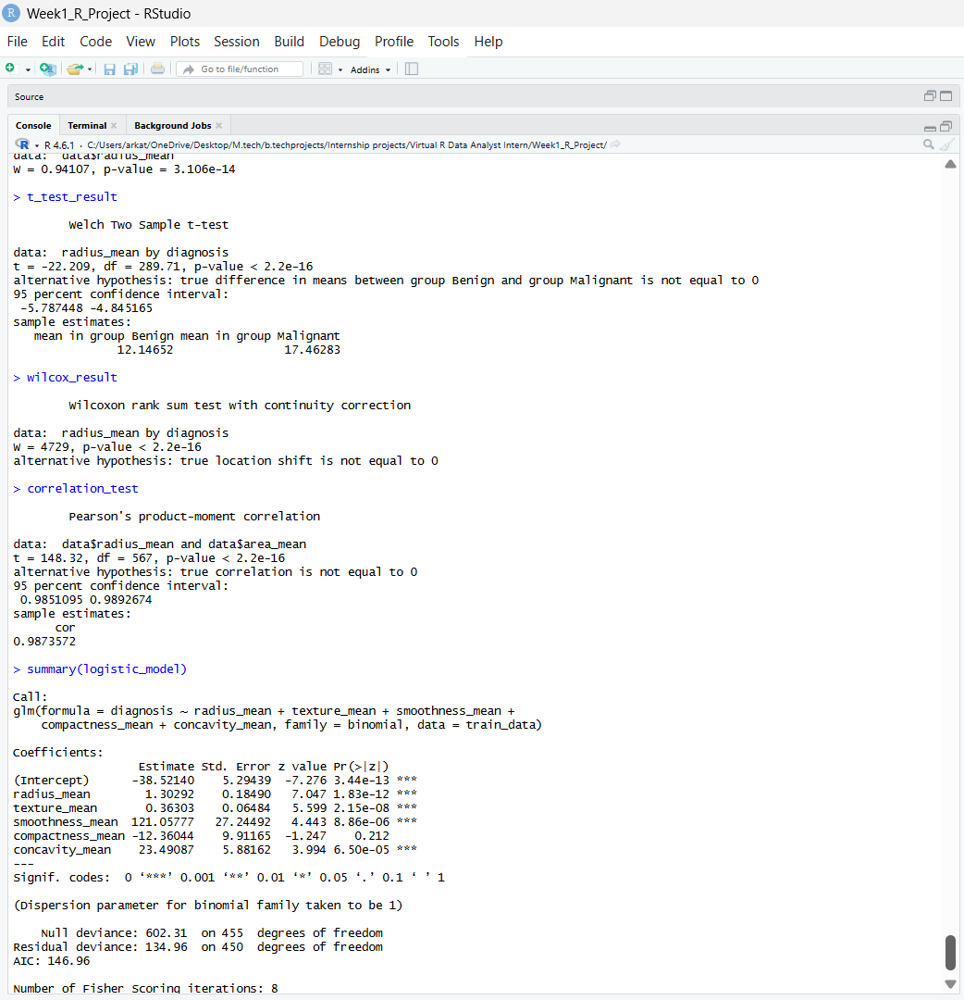 Week1_R_Project - RStudio
File Edit Code View Plots Session Build Debug Profile Tools Help
Go to file/function Addins
Source
Console Terminal Background Jobs
R 4.6.1 · C:/Users/arkat/OneDrive/Desktop/M.tech/b.techprojects/Internship projects/Virtual R Data Analyst Intern/Week1_R_Project/
data:  data$radius_mean
W = 0.94107, p-value = 3.106e-14
> t_test_result
Welch Two Sample t-test
data:  radius_mean by diagnosis
t = -22.209, df = 289.71, p-value < 2.2e-16
alternative hypothesis: true difference in means between group Benign and group Malignant is not equal to 0
95 percent confidence interval:
-5.787448 -4.845165
sample estimates:
mean in group Benign mean in group Malignant
12.14652 17.46283
> wilcox_result
Wilcoxon rank sum test with continuity correction
data:  radius_mean by diagnosis
W = 4729, p-value < 2.2e-16
alternative hypothesis: true location shift is not equal to 0
> correlation_test
Pearson's product-moment correlation
data:  data$radius_mean and data$area_mean
t = 148.32, df = 567, p-value < 2.2e-16
alternative hypothesis: true correlation is not equal to 0
95 percent confidence interval:
0.9851095 0.9892674
sample estimates:
cor
0.9873572
> summary(logistic_model)
Call:
glm(formula = diagnosis ~ radius_mean + texture_mean + smoothness_mean +
compactness_mean + concavity_mean, family = binomial, data = train_data)
Coefficients:
Estimate Std. Error z value Pr(>|z|)
(Intercept) -38.52140 5.29439 -7.276 3.44e-13 ***
radius_mean 1.30292 0.18490 7.047 1.83e-12 ***
texture_mean 0.36303 0.06484 5.599 2.15e-08 ***
smoothness_mean 121.05777 27.24492 4.443 8.86e-06 ***
compactness_mean -12.36044 9.91165 -1.247 0.212
concavity_mean 23.49087 5.88162 3.994 6.50e-05 ***
---
Signif. codes:  0 ‘***’ 0.001 ‘**’ 0.01 ‘*’ 0.05 ‘.’ 0.1 ‘ ’ 1
(Dispersion parameter for binomial family taken to be 1)
Null deviance: 602.31  on 455  degrees of freedom
Residual deviance: 134.96  on 450  degrees of freedom
AIC: 146.96
Number of Fisher Scoring iterations: 8